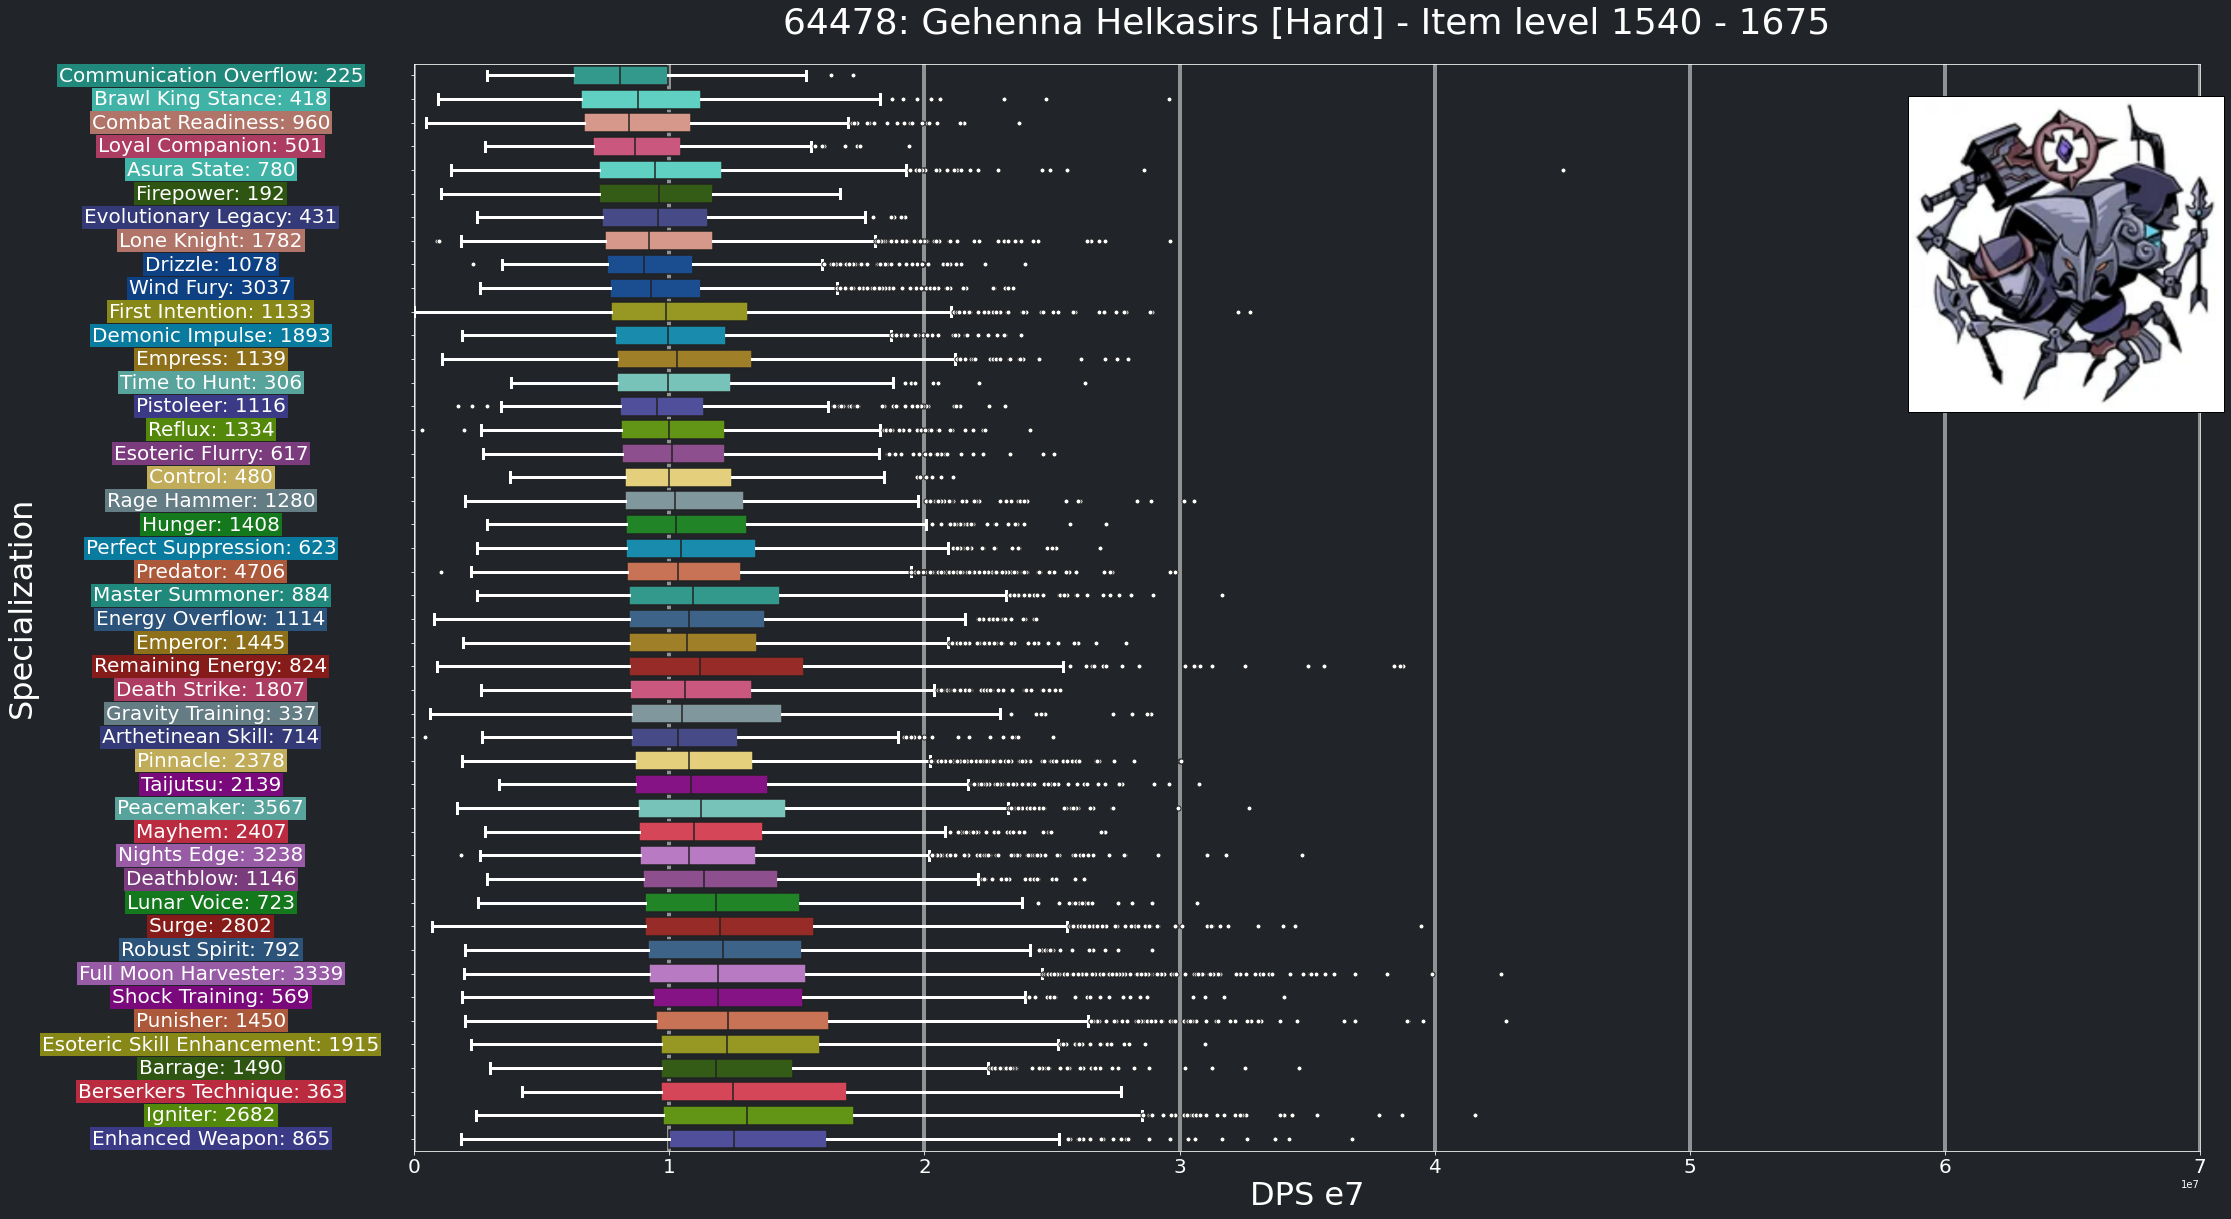 64478: Gehenna Helkasirs [Hard] - Item level 1540 - 1675
Communication Overflow: 225
Brawl King Stance: 418
Combat Readiness: 960
Loyal Companion: 501
Asura State: 780
Firepower: 192
Evolutionary Legacy: 431
Lone Knight: 1782
Drizzle: 1078
Wind Fury: 3037
First Intention: 1133
Demonic Impulse: 1893
Empress: 1139
Time to Hunt: 306
Pistoleer: 1116
Reflux: 1334
Esoteric Flurry: 617
Control: 480
Rage Hammer: 1280
Hunger: 1408
Perfect Suppression: 623
Predator: 4706
Master Summoner: 884
Energy Overflow: 1114
Emperor: 1445
Remaining Energy: 824
Death Strike: 1807
Gravity Training: 337
Arthetinean Skill: 714
Pinnacle: 2378
Taijutsu: 2139
Peacemaker: 3567
Mayhem: 2407
Nights Edge: 3238
Deathblow: 1146
Lunar Voice: 723
Surge: 2802
Robust Spirit: 792
Full Moon Harvester: 3339
Shock Training: 569
Punisher: 1450
Esoteric Skill Enhancement: 1915
Barrage: 1490
Berserkers Technique: 363
Igniter: 2682
Enhanced Weapon: 865
Specialization
0 1 2 3 4 5 6 7
1e7
DPS e7